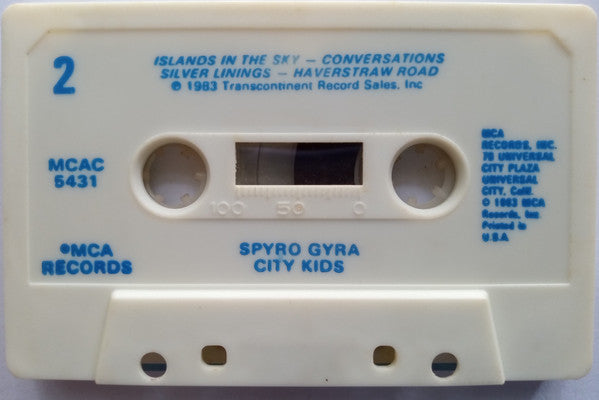 2
ISLANDS IN THE SKY – CONVERSATIONS
SILVER LININGS – HAVERSTRAW ROAD
℗ 1983 Transcontinent Record Sales, Inc
MCAC
5431
MCA
RECORDS, INC.
70 UNIVERSAL
CITY PLAZA
UNIVERSAL
CITY, Calif.
© 1983 MCA
Records, Inc
Printed in
U.S.A
100 50 0
MCA
RECORDS
SPYRO GYRA
CITY KIDS